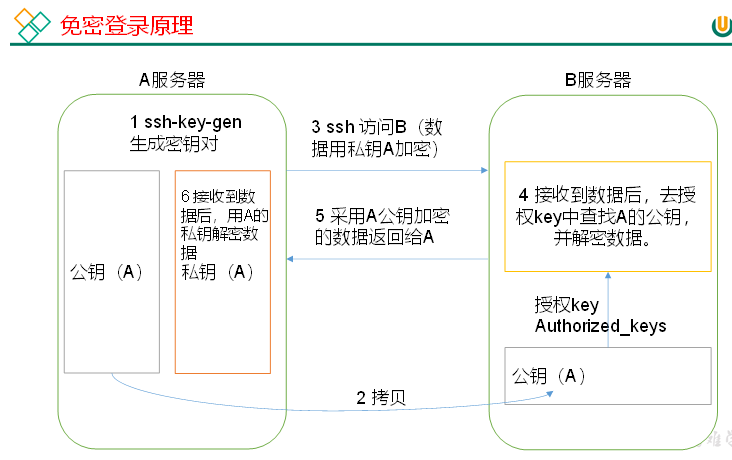 免密登录原理
A服务器
B服务器
1 ssh-key-gen
生成密钥对
3 ssh 访问B（数
据用私钥A加密）
公钥（A）
6 接收到数
据后，用A的
私钥解密数
据
私钥（A）
4 接收到数据后，去授
权key中查找A的公钥，
并解密数据。
5 采用A公钥加密
的数据返回给A
授权key
Authorized_keys
公钥（A）
2 拷贝